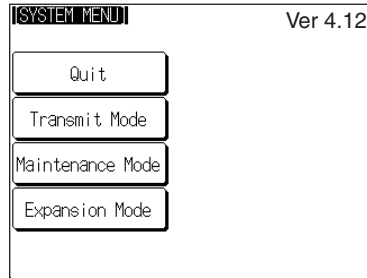 [SYSTEM MENU]
Ver 4.12
Quit
Transmit Mode
Maintenance Mode
Expansion Mode